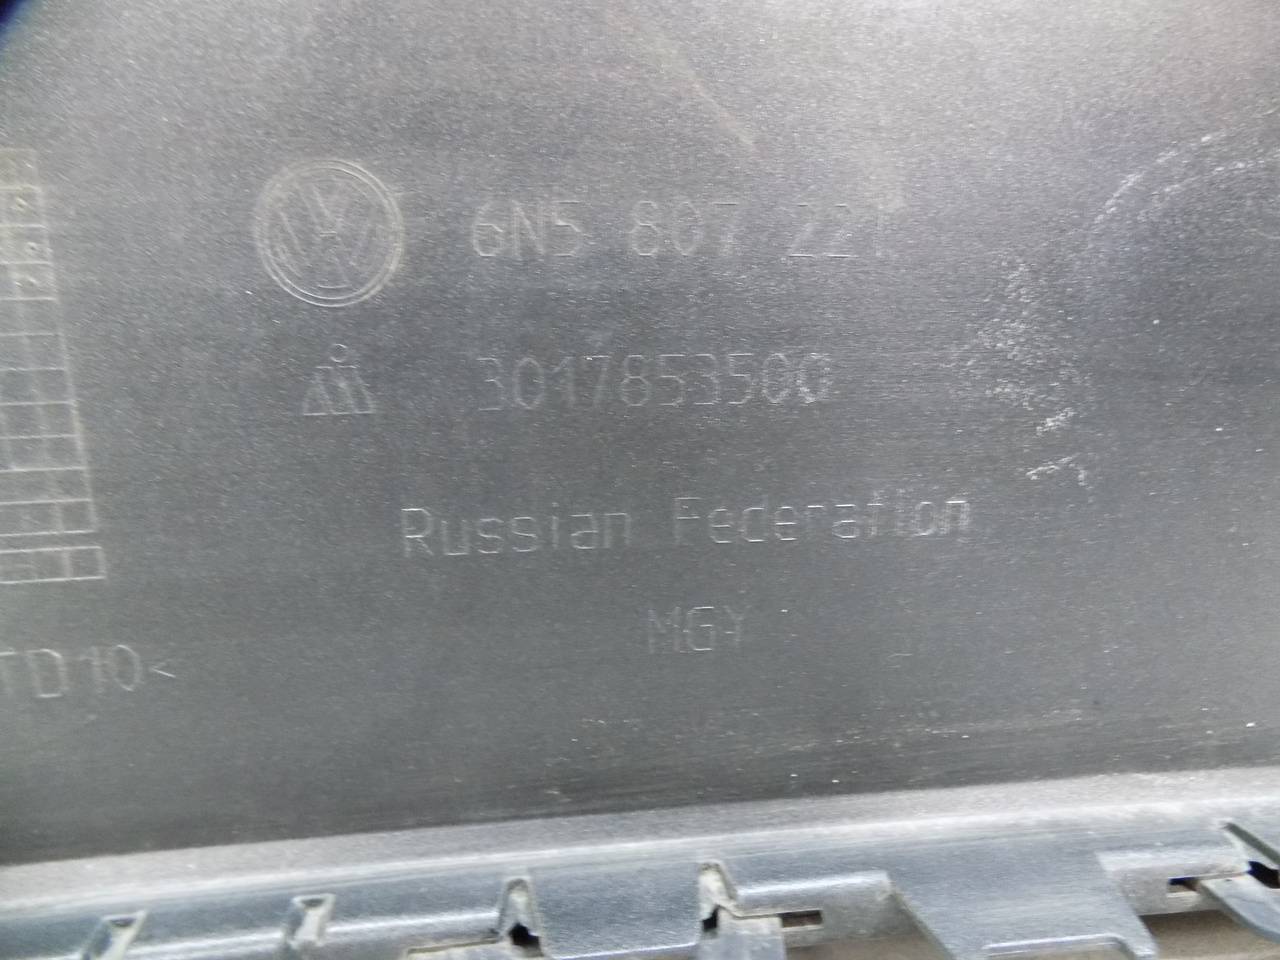 6N5 807 221
3017853500
Russian Federation
MGY
TD10<